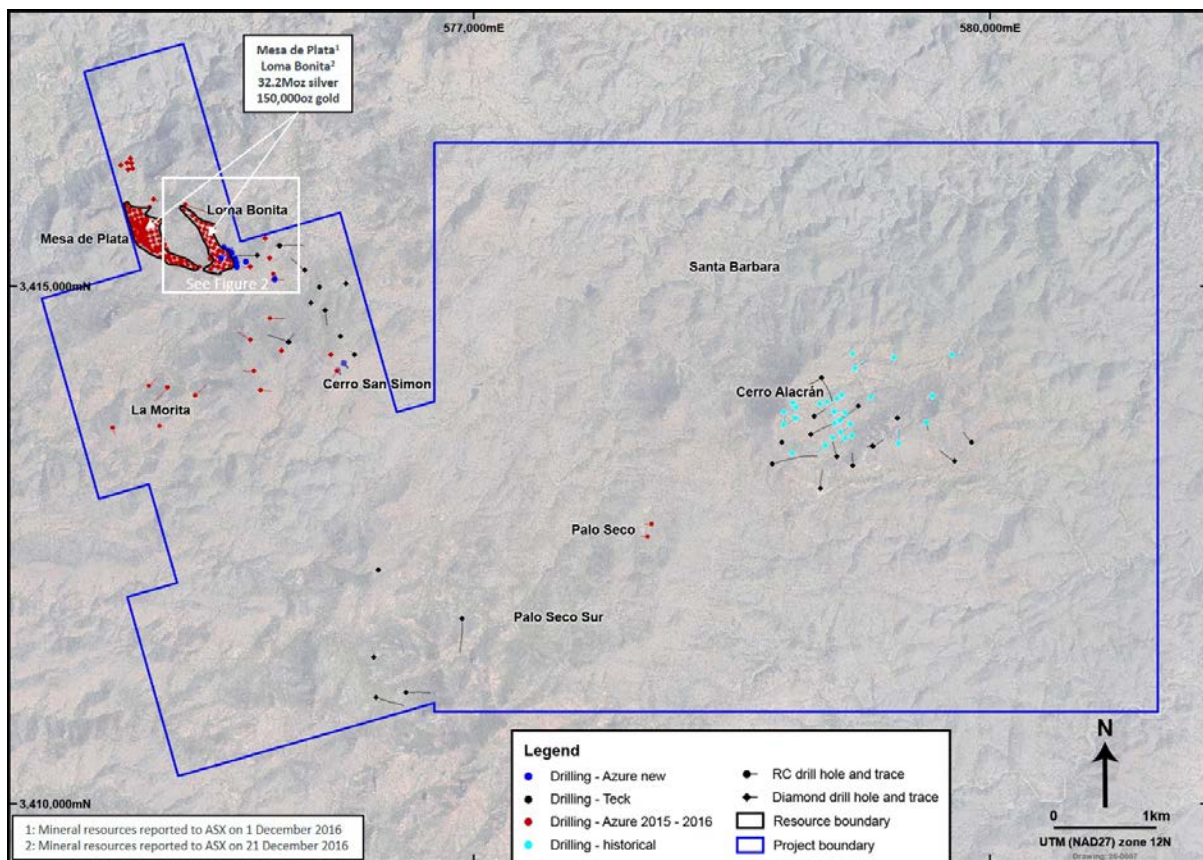 577,000mE
580,000mE
Mesa de Plata¹
Loma Bonita²
32.2Moz silver
150,000oz gold
Loma Bonita
Mesa de Plata
See Figure 2
3,415,000mN
Santa Barbara
Cerro San Simon
Cerro Alacrán
La Morita
Palo Seco
Palo Seco Sur
3,410,000mN
1: Mineral resources reported to ASX on 1 December 2016
2: Mineral resources reported to ASX on 21 December 2016
Legend
Drilling - Azure new
Drilling - Teck
Drilling - Azure 2015 - 2016
Drilling - historical
RC drill hole and trace
Diamond drill hole and trace
Resource boundary
Project boundary
N
0 1km
UTM (NAD27) zone 12N